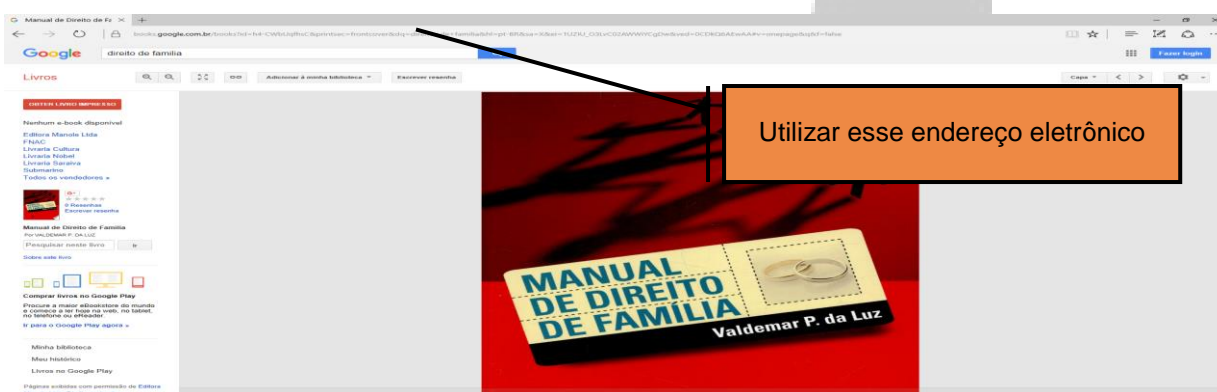 Manual de Direito de Fa
Google
direito de familia
Fazer login
Livros
Adicionar à minha biblioteca
Escrever resenha
Capa
OBTER LIVRO IMPRESSO
Nenhum e-book disponível
Editora Manole Ltda
FNAC
Livraria Cultura
Livraria Nobel
Livraria Saraiva
Submarino
Todos os vendedores »
0 Resenhas
Escrever resenha
Manual de Direito de Família
Por VALDEMAR P. DA LUZ
Pesquisar neste livro
Ir
Sobre este livro
Comprar livros no Google Play
Procure a maior eBookstore do mundo
e comece a ler hoje na web, no tablet,
no telefone ou eReader.
Ir para o Google Play agora »
Minha biblioteca
Meu histórico
Livros no Google Play
Páginas exibidas com permissão de Editora
Utilizar esse endereço eletrônico
MANUAL
DE DIREITO
DE FAMÍLIA
Valdemar P. da Luz